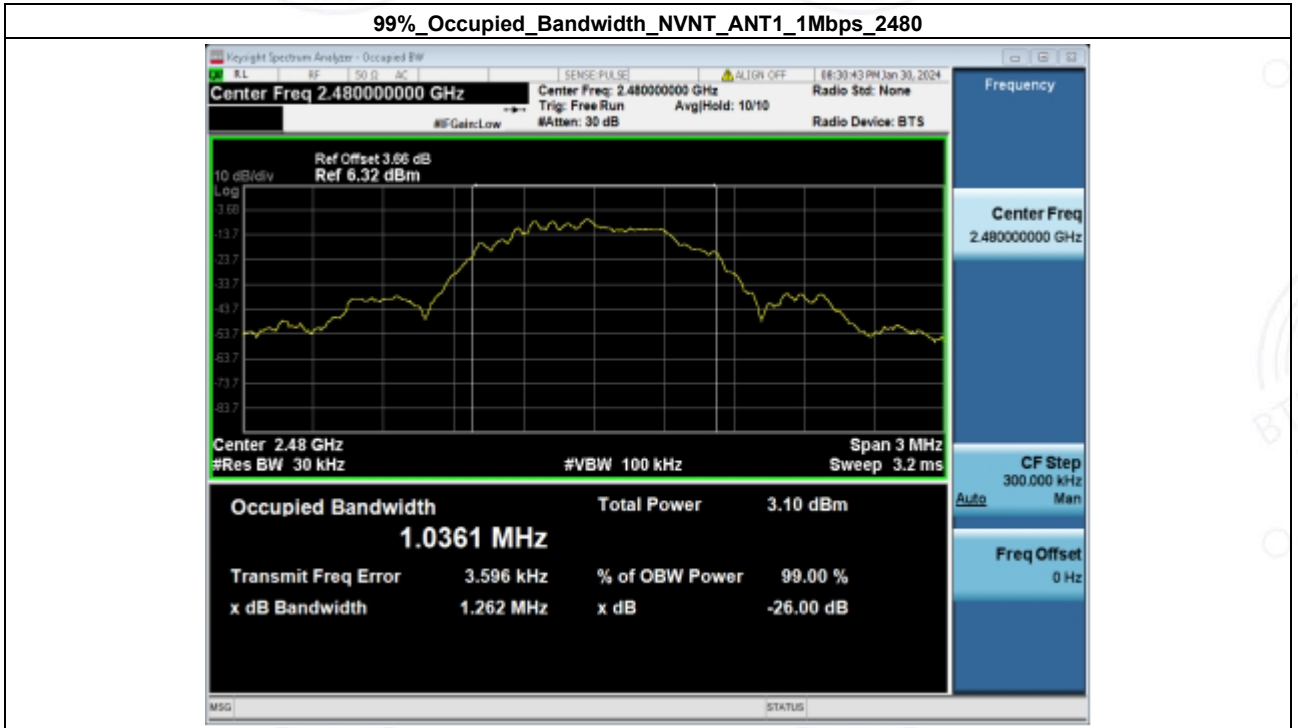 99%_Occupied_Bandwidth_NVNT_ANT1_1Mbps_2480
Keysight Spectrum Analyzer - Occupied BW
RL RF 50 Ω AC SENSE:PULSE ALIGN OFF 08:30:43 PM Jan 30, 2024
Center Freq 2.480000000 GHz
Center Freq: 2.480000000 GHz
Radio Std: None
Trig: Free Run Avg|Hold: 10/10
#IFGain:Low
#Atten: 30 dB
Radio Device: BTS
Frequency
Ref Offset 3.66 dB
10 dB/div Ref 6.32 dBm
Log
-3.68
-13.7
-23.7
-33.7
-43.7
-53.7
-63.7
-73.7
-83.7
Center 2.48 GHz Span 3 MHz
#Res BW 30 kHz #VBW 100 kHz Sweep 3.2 ms
Center Freq
2.480000000 GHz
CF Step
300.000 kHz
Auto Man
Freq Offset
0 Hz
Occupied Bandwidth Total Power 3.10 dBm
1.0361 MHz
Transmit Freq Error 3.596 kHz % of OBW Power 99.00 %
x dB Bandwidth 1.262 MHz x dB -26.00 dB
MSG STATUS